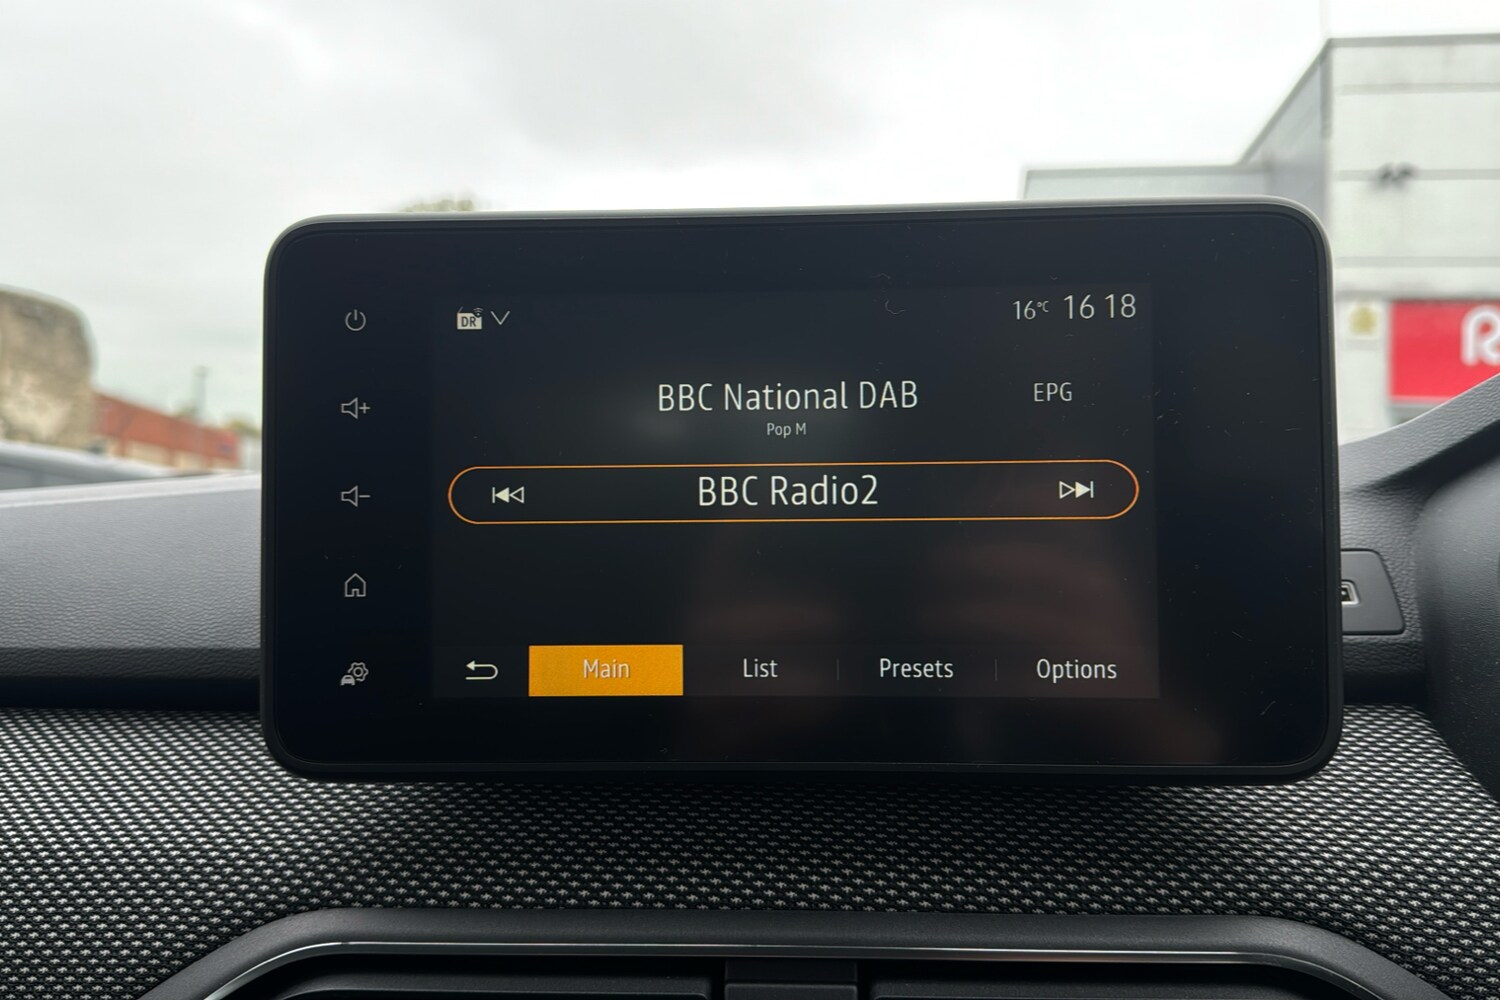 DR
16°C 16 18
BBC National DAB
EPG
Pop M
BBC Radio2
Main
List
Presets
Options
R